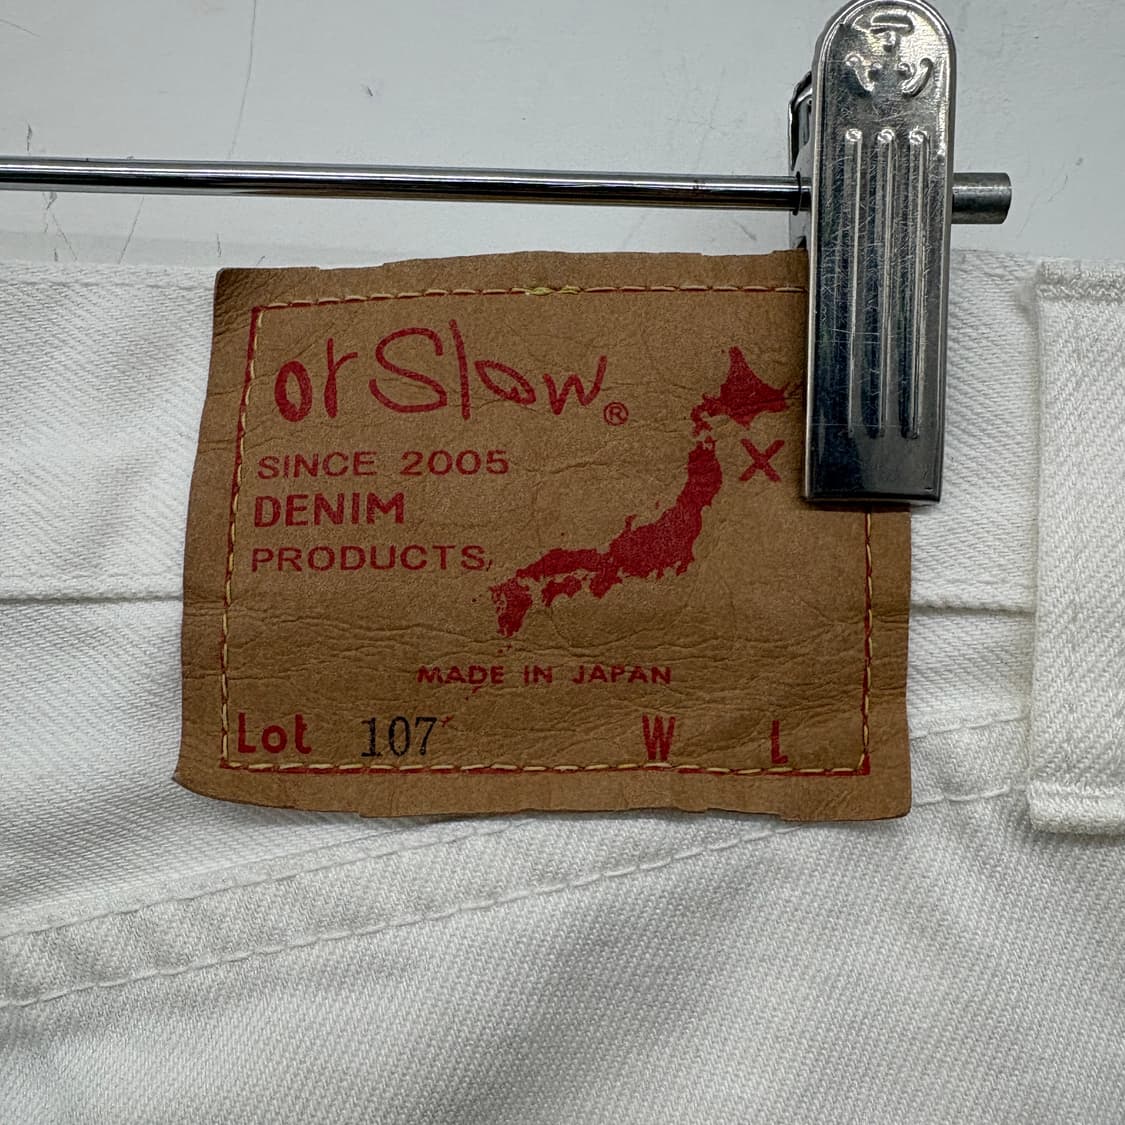 orSlow®
SINCE 2005
DENIM
PRODUCTS,
X
MADE IN JAPAN
Lot 107 W L